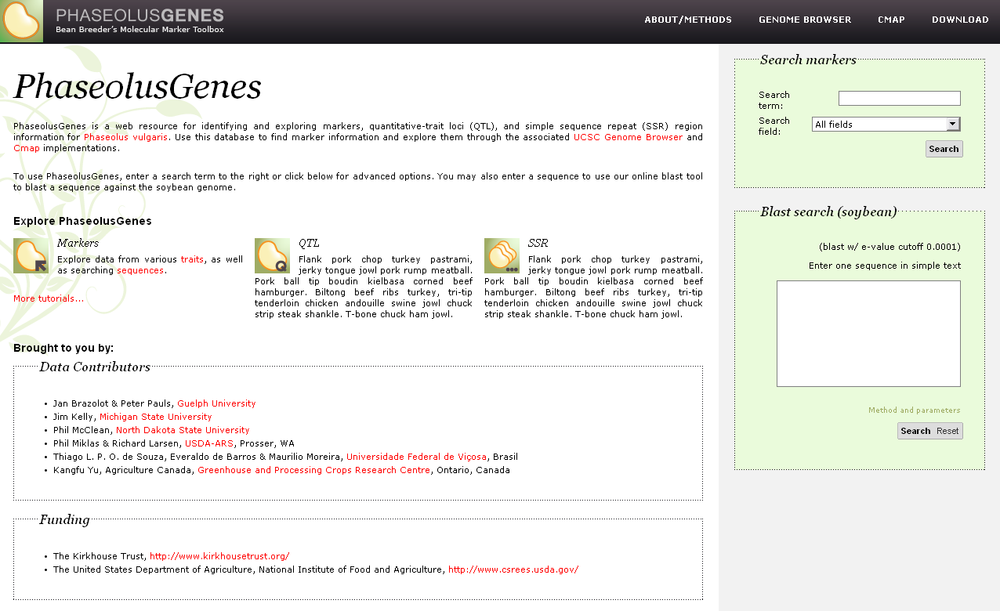 PHASEOLUSGENES
Bean Breeder's Molecular Marker Toolbox
ABOUT/METHODS GENOME BROWSER CMAP DOWNLOAD
PhaseolusGenes
PhaseolusGenes is a web resource for identifying and exploring markers, quantitive-trait loci (QTL), and simple sequence repeat (SSR) region
information for Phaseolus vulgaris. Use this database to find marker information and explore them through the associated UCSC Genome Browser and
Cmap implementations.
To use PhaseolusGenes, enter a search term to the right or click below for advanced options. You may also enter a sequence to use our online blast tool
to blast a sequence against the soybean genome.
Explore PhaseolusGenes
Markers
Explore data from various traits, as well
as searching sequences.
More tutorials...
QTL
Flank pork chop turkey pastrami,
jerky tongue jowl pork rump meatball.
Pork ball tip boudin kielbasa corned beef
hamburger. Biltong beef ribs turkey, tri-tip
tenderloin chicken andouille swine jowl chuck
strip steak shankle. T-bone chuck ham jowl.
SSR
Flank pork chop turkey pastrami,
jerky tongue jowl pork rump meatball.
Pork ball tip boudin kielbasa corned beef
hamburger. Biltong beef ribs turkey, tri-tip
tenderloin chicken andouille swine jowl chuck
strip steak shankle. T-bone chuck ham jowl.
Brought to you by:
Data Contributors
• Jan Brazolot & Peter Pauls, Guelph University
• Jim Kelly, Michigan State University
• Phil McClean, North Dakota State University
• Phil Miklas & Richard Larsen, USDA-ARS, Prosser, WA
• Thiago L. P. O. de Souza, Everaldo de Barros & Maurilio Moreira, Universidade Federal de Viçosa, Brasil
• Kangfu Yu, Agriculture Canada, Greenhouse and Processing Crops Research Centre, Ontario, Canada
Funding
• The Kirkhouse Trust, http://www.kirkhousetrust.org/
• The United States Department of Agriculture, National Institute of Food and Agriculture, http://www.csrees.usda.gov/
Search markers
Search
term:
Search
field:
All fields
Search
Blast search (soybean)
(blast w/ e-value cutoff 0.0001)
Enter one sequence in simple text
Method and parameters
Search Reset